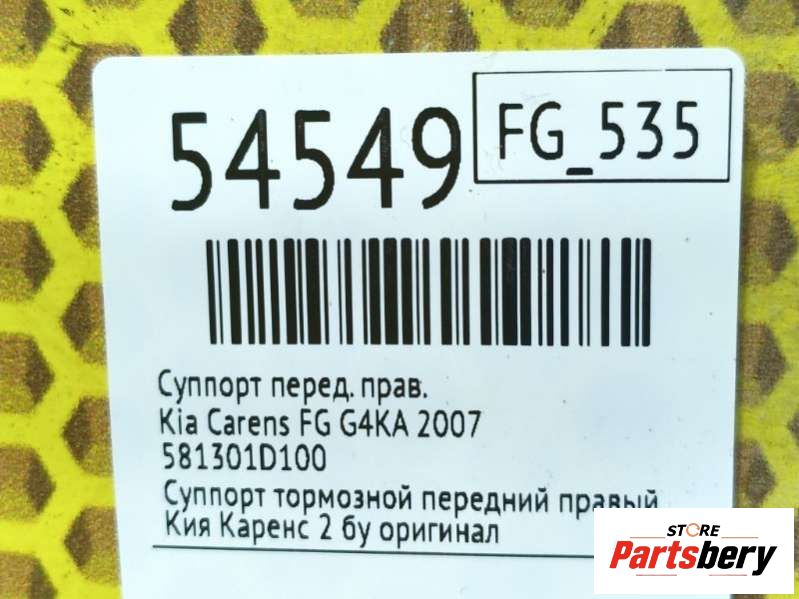 54549
FG_535
Суппорт перед. прав.
Kia Carens FG G4KA 2007
581301D100
Суппорт тормозной передний правый
Кия Каренс 2 бу оригинал
STORE
Partsbery